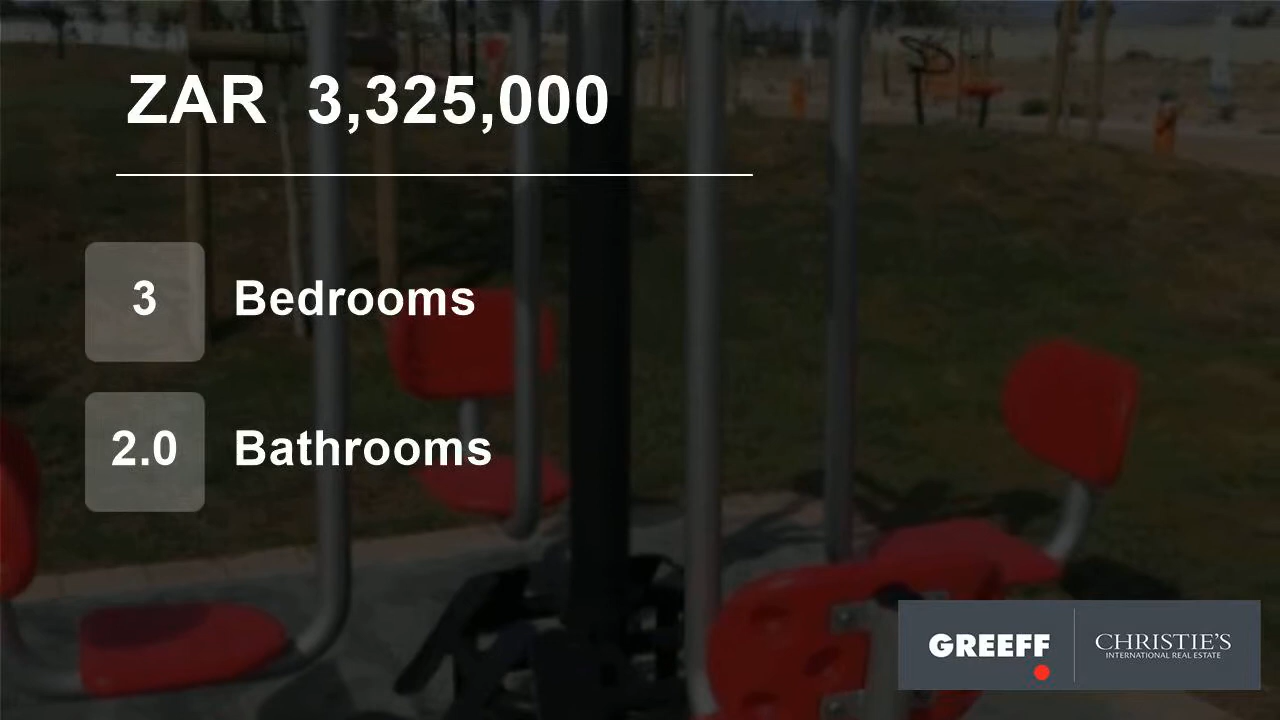 ZAR 3,325,000
3 Bedrooms
2.0 Bathrooms
GREEFF
CHRISTIE'S
INTERNATIONAL REAL ESTATE